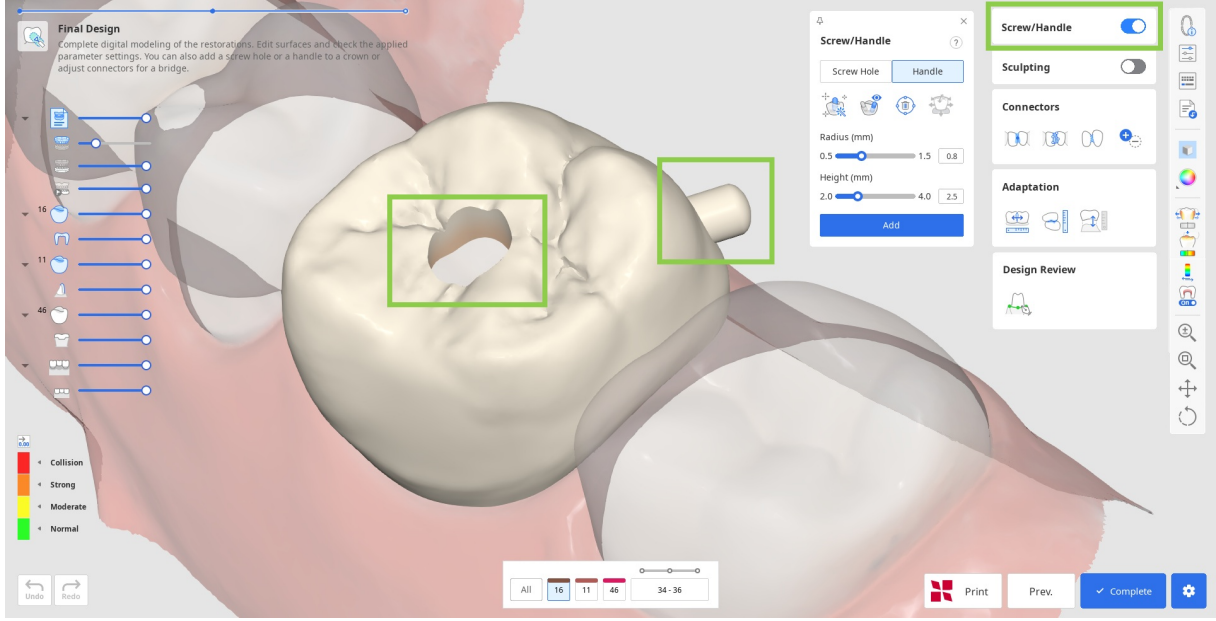 Final Design
Complete digital modeling of the restorations. Edit surfaces and check the applied
parameter settings. You can also add a screw hole or a handle to a crown or
adjust connectors for a bridge.
16
11
46
0.00
Collision
Strong
Moderate
Normal
Undo
Redo
All
16
11
46
34 - 36
Screw/Handle
?
Screw Hole
Handle
Radius (mm)
0.5
1.5
0.8
Height (mm)
2.0
4.0
2.5
Add
Screw/Handle
Sculpting
Connectors
Adaptation
Design Review
ON
Print
Prev.
Complete